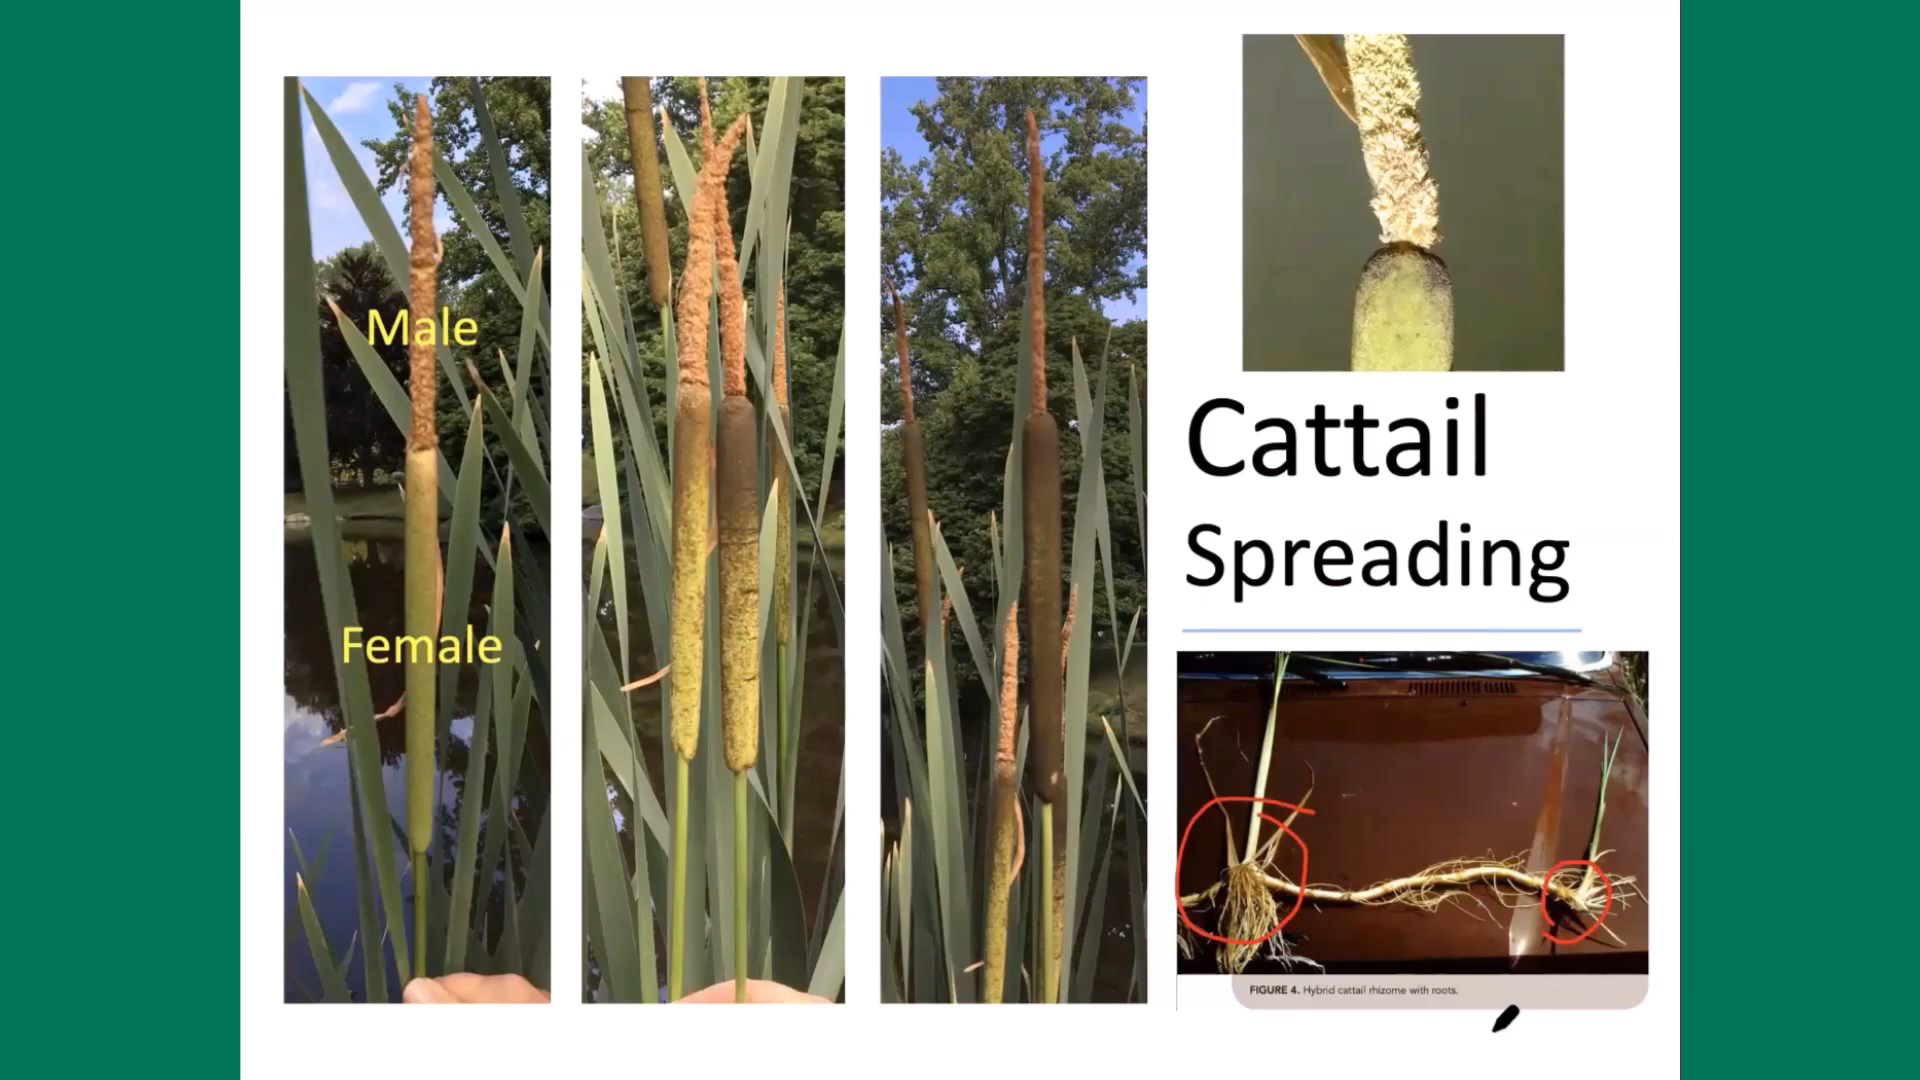 Male
Female
Cattail
Spreading
FIGURE 4. Hybrid cattail rhizome with roots.